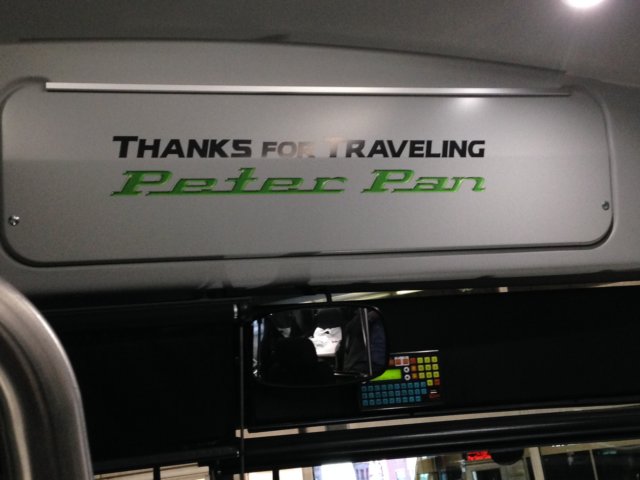 THANKS FOR TRAVELING
Peter Pan